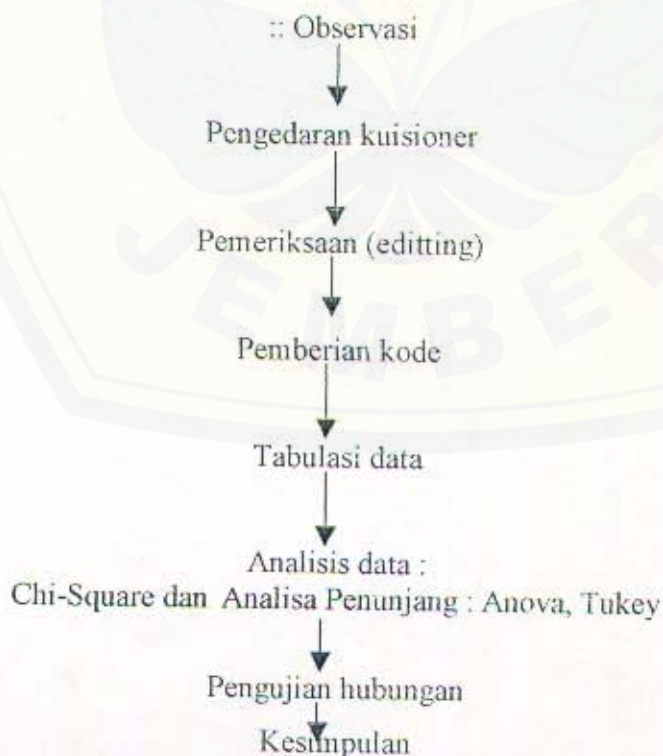 :: Observasi
Pengedaran kuisioner
JEMBER
Pemeriksaan (editting)
Pemberian kode
Tabulasi data
Analisis data :
Chi-Square dan Analisa Penunjang : Anova, Tukey
Pengujian hubungan
Kesimpulan